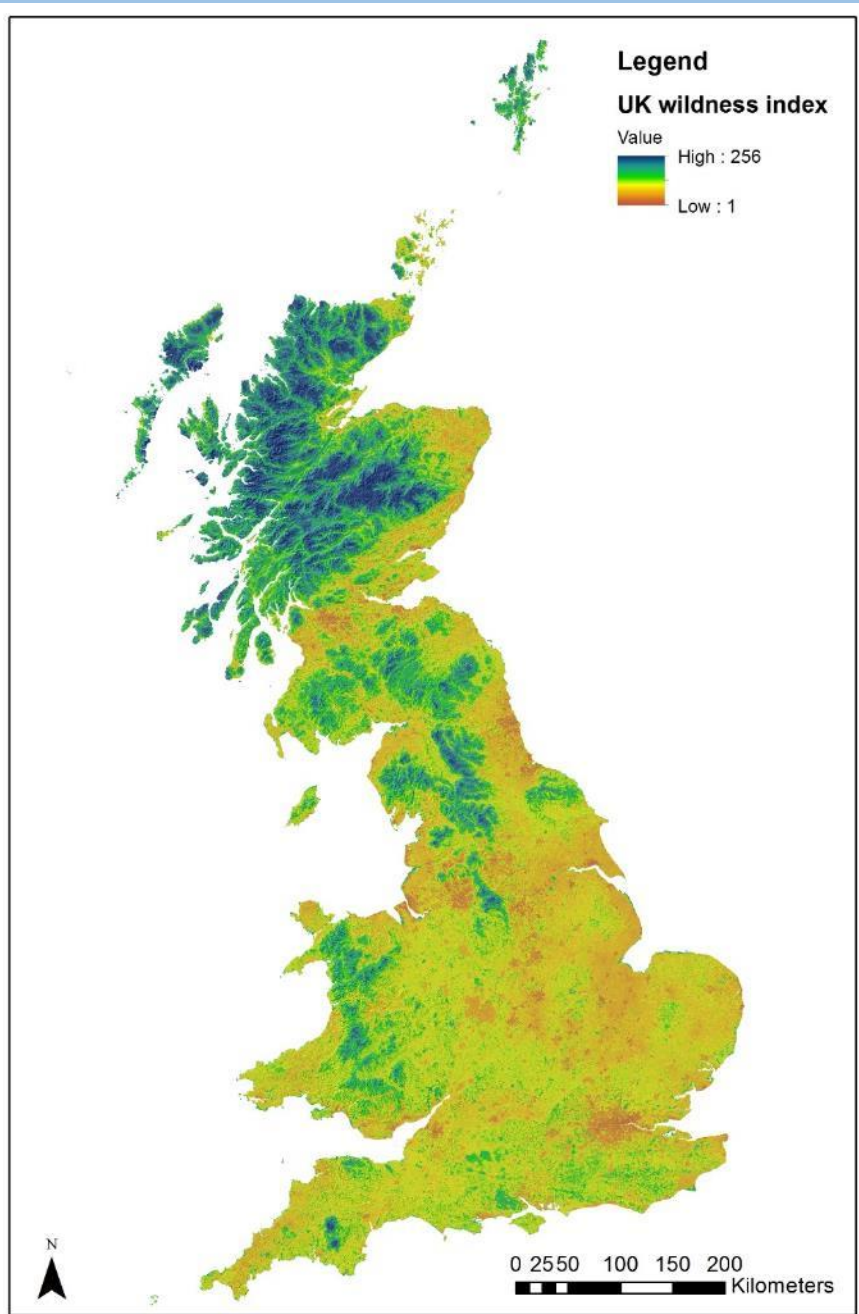 Legend
UK wildness index
Value
High : 256
Low : 1
N
0 25 50 100 150 200
Kilometers